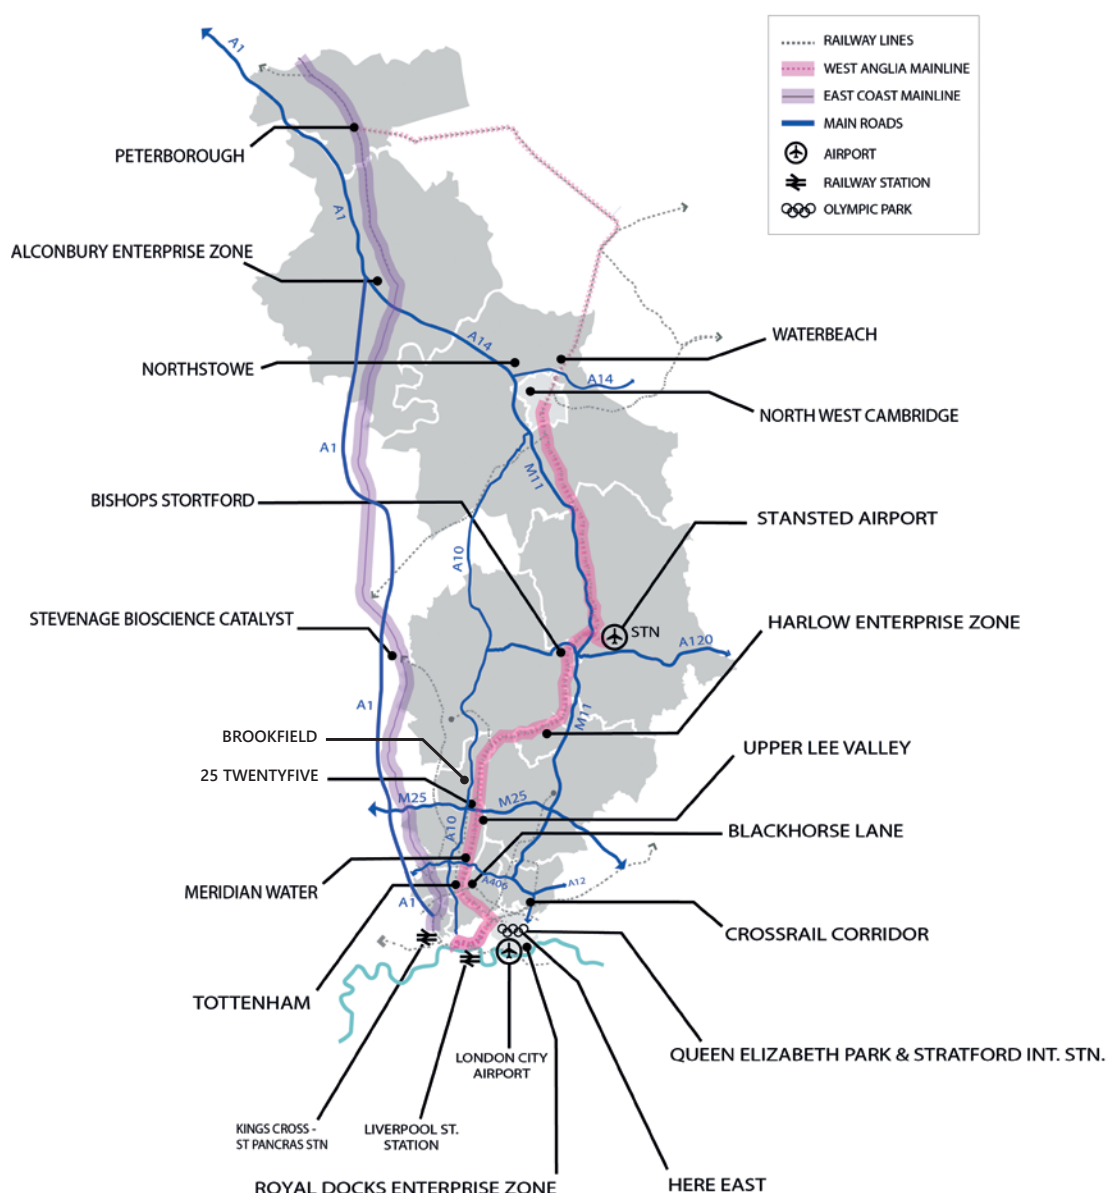 A1
RAILWAY LINES
WEST ANGLIA MAINLINE
EAST COAST MAINLINE
MAIN ROADS
AIRPORT
RAILWAY STATION
OLYMPIC PARK
PETERBOROUGH
A1
ALCONBURY ENTERPRISE ZONE
A14
WATERBEACH
NORTHSTOWE
A14
NORTH WEST CAMBRIDGE
A1
M11
BISHOPS STORTFORD
STANSTED AIRPORT
A10
STEVENAGE BIOSCIENCE CATALYST
HARLOW ENTERPRISE ZONE
STN
A120
A1
M11
BROOKFIELD
UPPER LEE VALLEY
25 TWENTYFIVE
M25
M25
A10
BLACKHORSE LANE
MERIDIAN WATER
A406
A12
A1
CROSSRAIL CORRIDOR
TOTTENHAM
QUEEN ELIZABETH PARK & STRATFORD INT. STN.
LONDON CITY
AIRPORT
KINGS CROSS -
ST PANCRAS STN
LIVERPOOL ST.
STATION
ROYAL DOCKS ENTERPRISE ZONE
HERE EAST